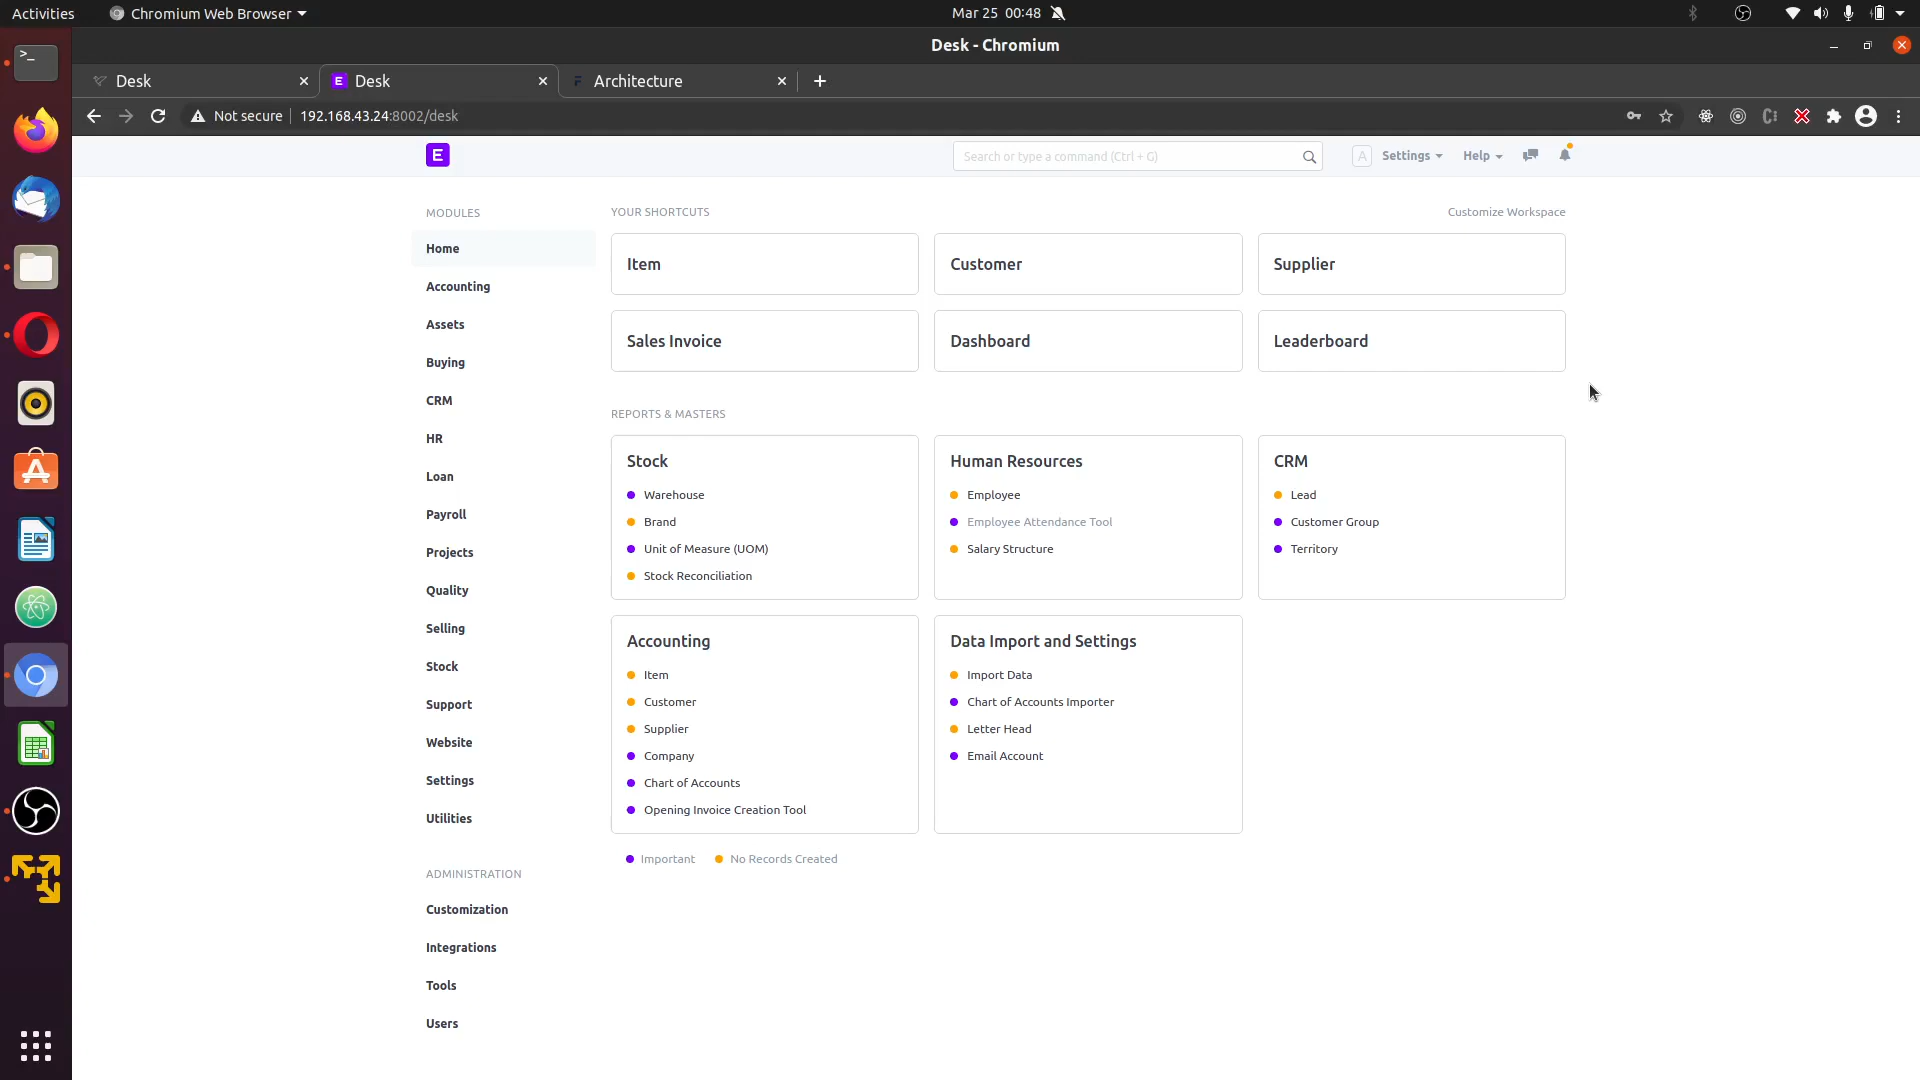 Activities Chromium Web Browser Mar 25 00:48
Desk - Chromium
Desk Desk Architecture
Not secure 192.168.43.24:8002/desk
E Search or type a command (Ctrl + G) A Settings Help
MODULES
Home
Accounting
Assets
Buying
CRM
HR
Loan
Payroll
Projects
Quality
Selling
Stock
Support
Website
Settings
Utilities
ADMINISTRATION
Customization
Integrations
Tools
Users
YOUR SHORTCUTS Customize Workspace
Item Customer Supplier
Sales Invoice Dashboard Leaderboard
REPORTS & MASTERS
Stock
Warehouse
Brand
Unit of Measure (UOM)
Stock Reconciliation
Human Resources
Employee
Employee Attendance Tool
Salary Structure
CRM
Lead
Customer Group
Territory
Accounting
Item
Customer
Supplier
Company
Chart of Accounts
Opening Invoice Creation Tool
Data Import and Settings
Import Data
Chart of Accounts Importer
Letter Head
Email Account
Important No Records Created